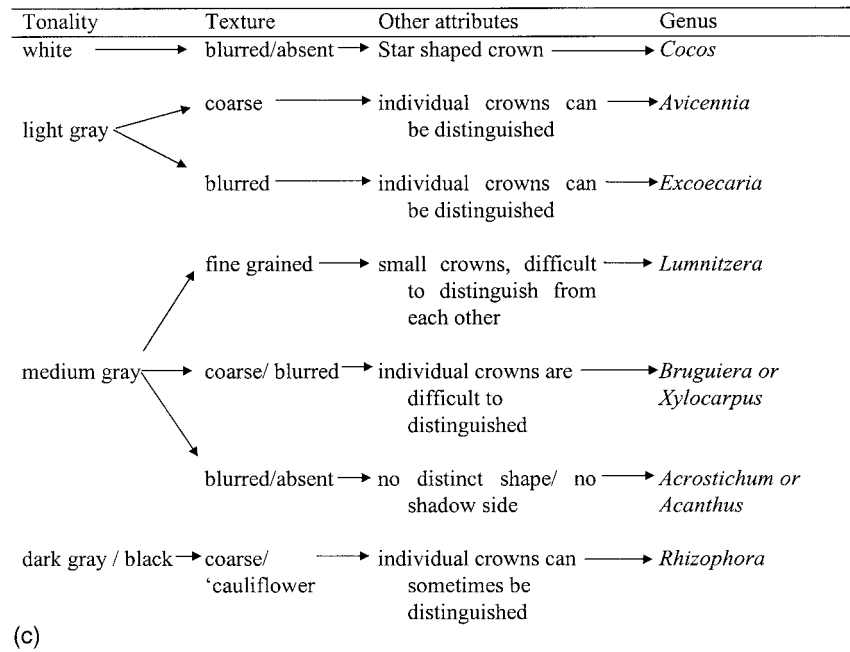 Tonality Texture Other attributes Genus
white blurred/absent Star shaped crown Cocos
light gray
coarse individual crowns can Avicennia
be distinguished
blurred individual crowns can Excoecaria
be distinguished
medium gray
fine grained small crowns, difficult Lumnitzera
to distinguish from
each other
coarse/ blurred individual crowns are Bruguiera or
difficult to Xylocarpus
distinguished
blurred/absent no distinct shape/ no Acrostichum or
shadow side Acanthus
dark gray / black coarse/ individual crowns can Rhizophora
‘cauliflower sometimes be
distinguished
(c)